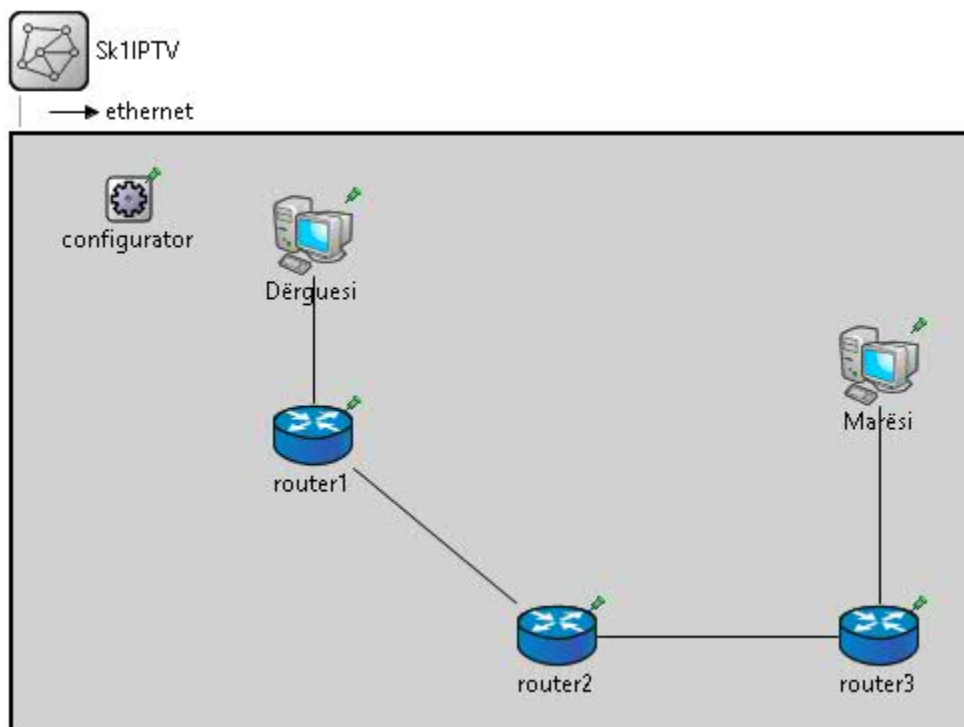 Sk1IPTV
ethernet
configurator
Dërguesi
Marësi
router1
router2
router3